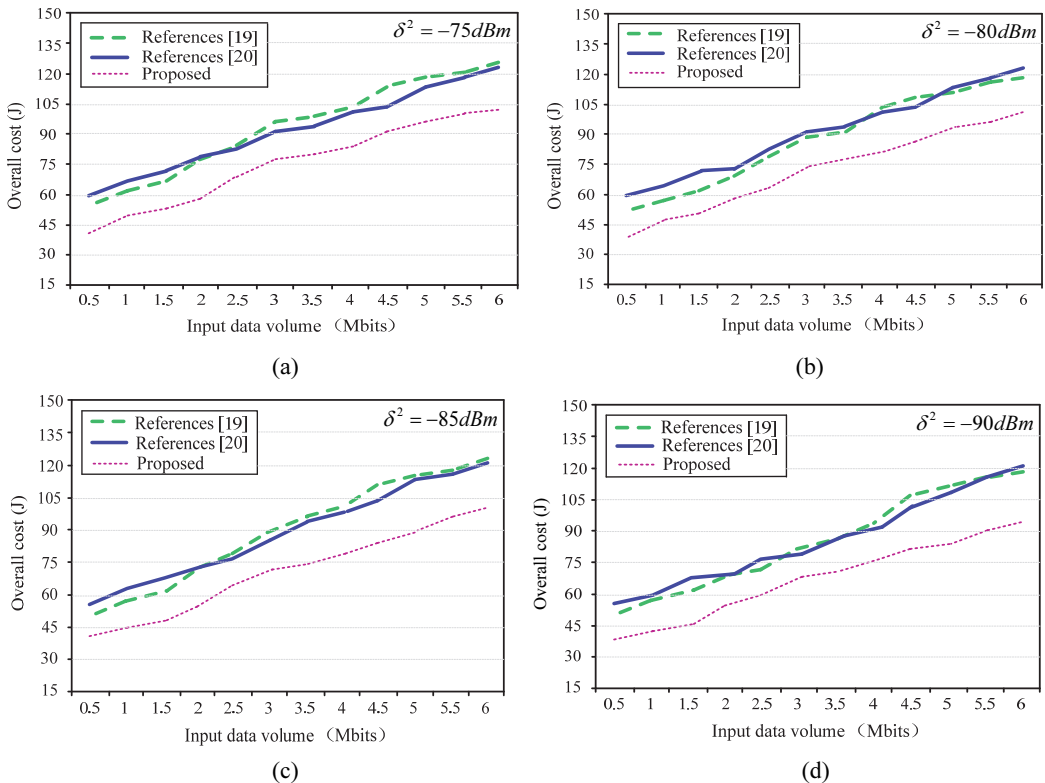 150
135
120
105
90
75
60
45
30
15
Overall cost (J)
References [19]
References [20]
Proposed
δ² = −75dBm
0.5 1 1.5 2 2.5 3 3.5 4 4.5 5 5.5 6
Input data volume （Mbits）
(a)
150
135
120
105
90
75
60
45
30
15
Overall cost (J)
References [19]
References [20]
Proposed
δ² = −80dBm
0.5 1 1.5 2 2.5 3 3.5 4 4.5 5 5.5 6
Input data volume （Mbits）
(b)
150
135
120
105
90
75
60
45
30
15
Overall cost (J)
References [19]
References [20]
Proposed
δ² = −85dBm
0.5 1 1.5 2 2.5 3 3.5 4 4.5 5 5.5 6
Input data volume （Mbits）
(c)
150
135
120
105
90
75
60
45
30
15
Overall cost (J)
References [19]
References [20]
Proposed
δ² = −90dBm
0.5 1 1.5 2 2.5 3 3.5 4 4.5 5 5.5 6
Input data volume （Mbits）
(d)